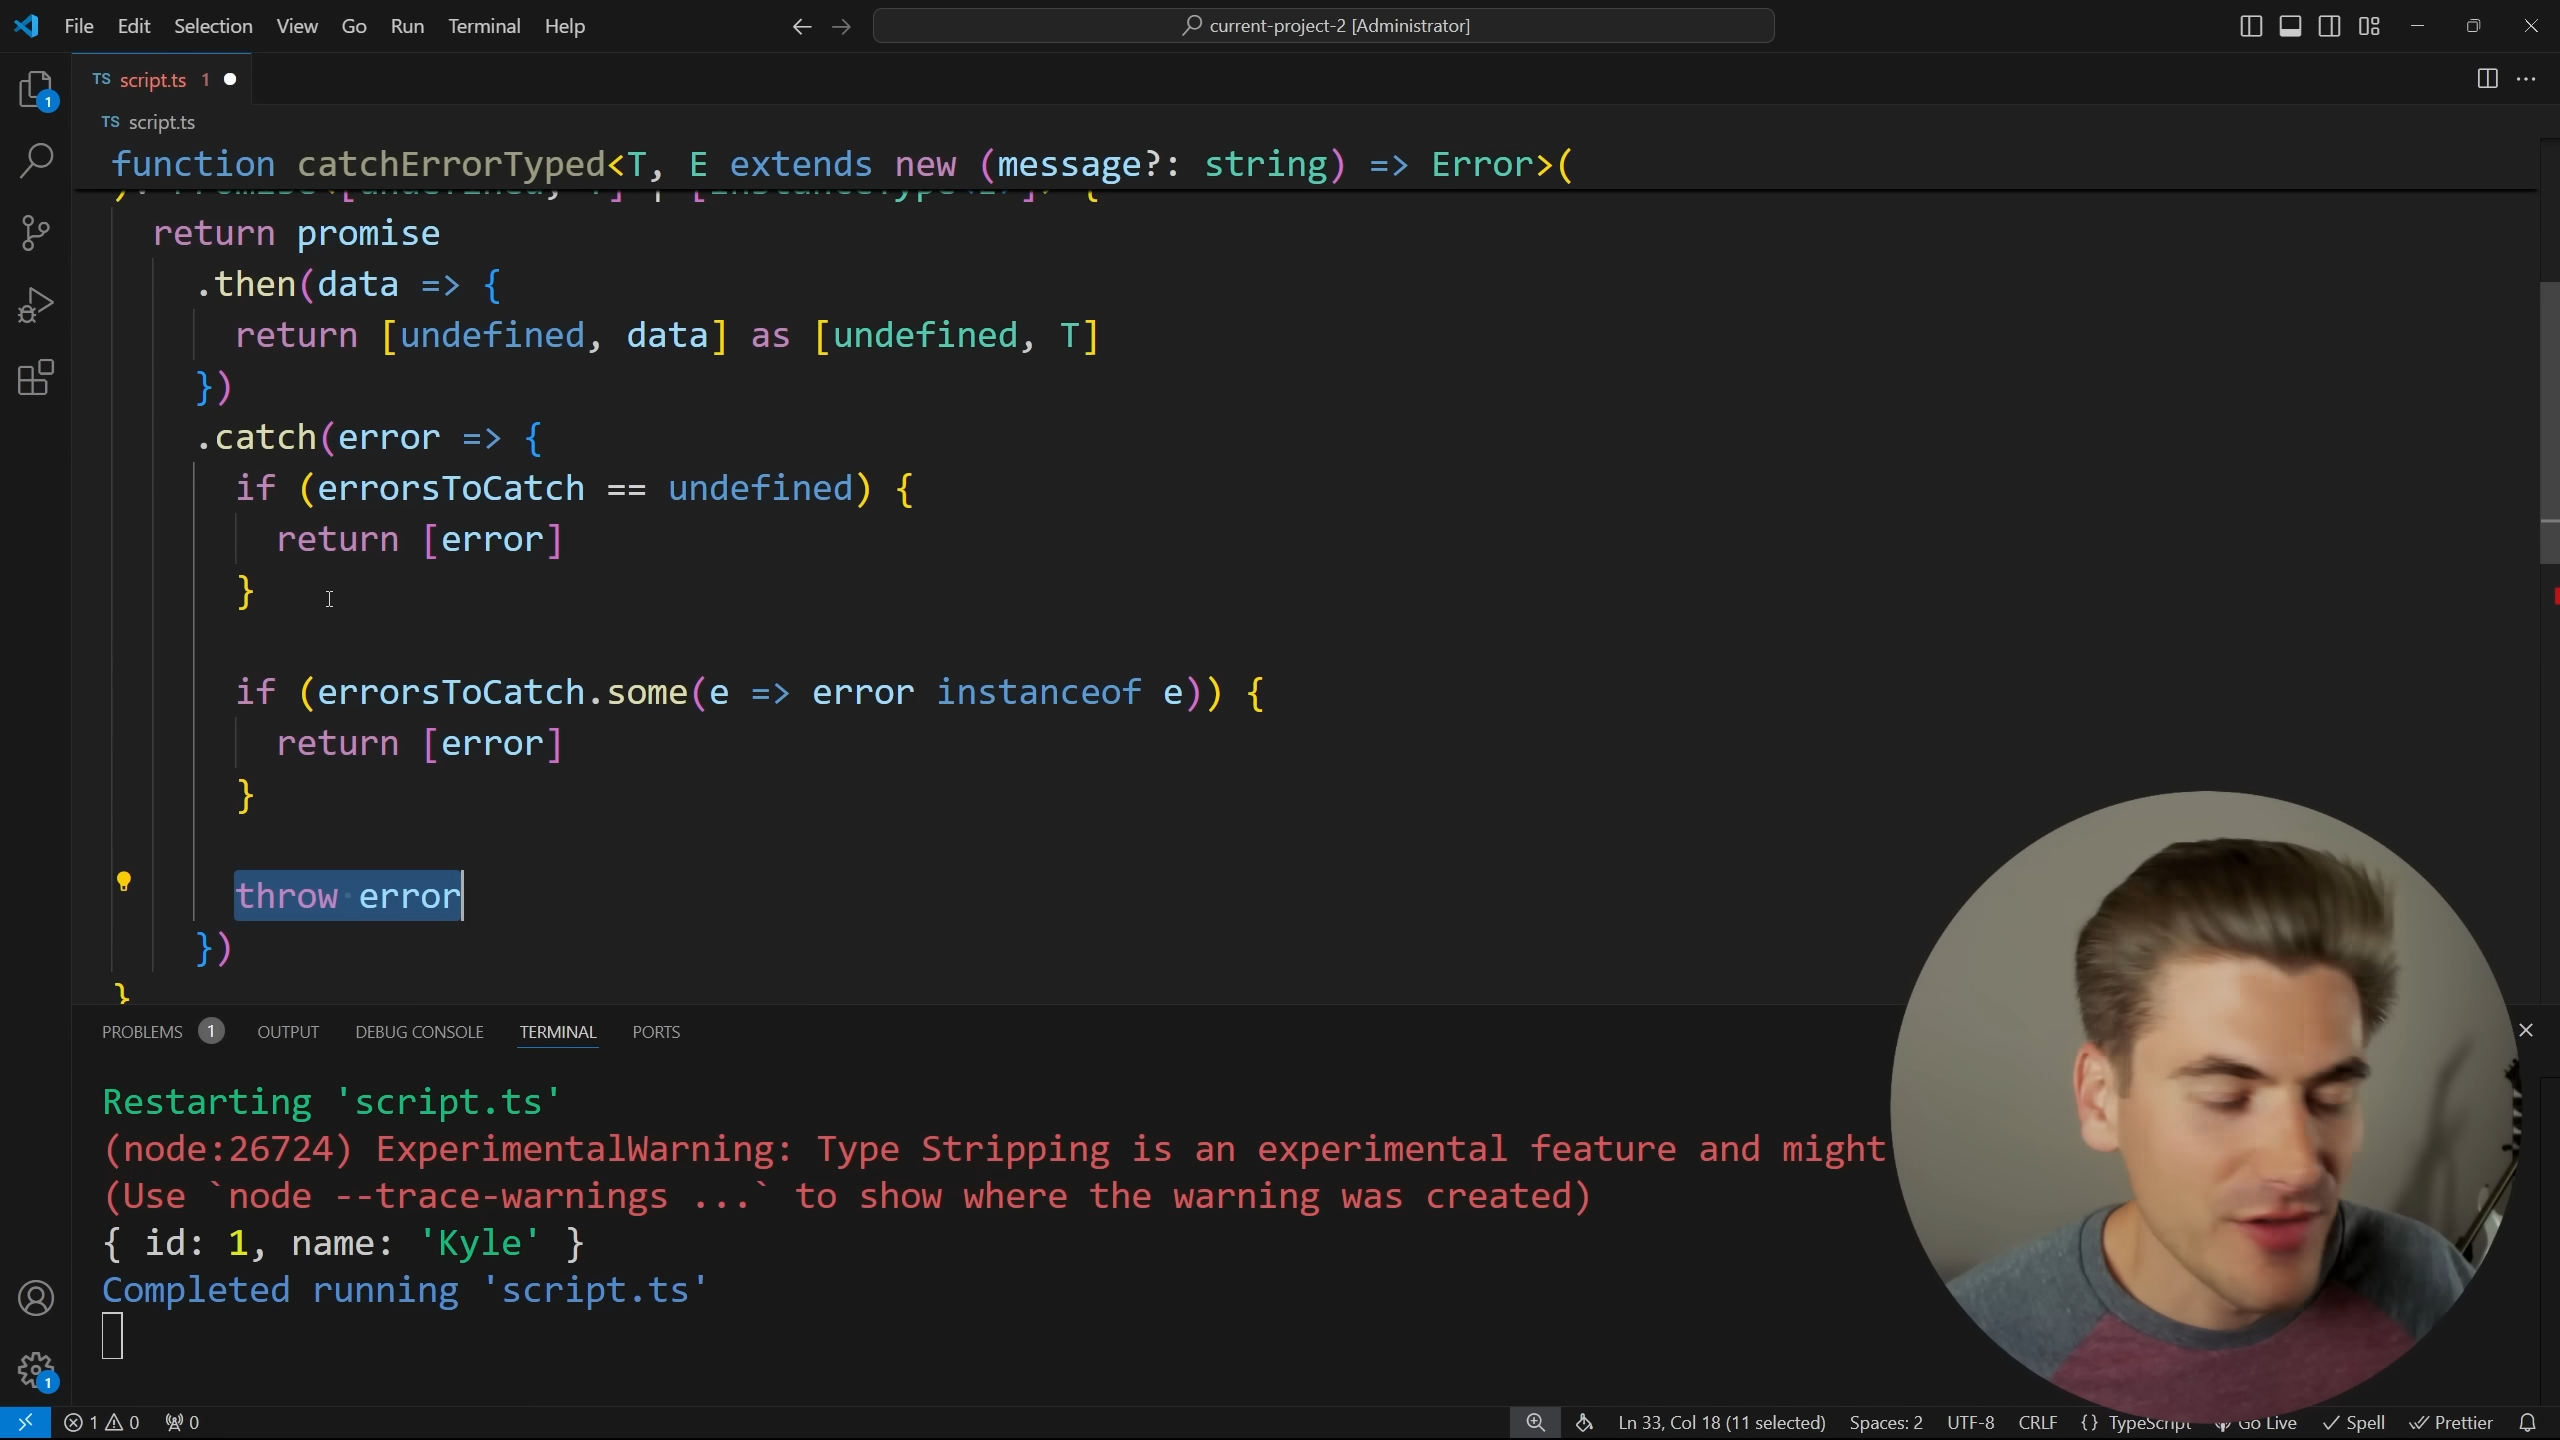 File Edit Selection View Go Run Terminal Help
current-project-2 [Administrator]
TS script.ts 1
TS script.ts
function catchErrorTyped<T, E extends new (message?: string) => Error>(
): Promise<[undefined, T] | [InstanceType<E>]> {
return promise
.then(data => {
return [undefined, data] as [undefined, T]
})
.catch(error => {
if (errorsToCatch == undefined) {
return [error]
}
if (errorsToCatch.some(e => error instanceof e)) {
return [error]
}
throw error
})
}
PROBLEMS 1 OUTPUT DEBUG CONSOLE TERMINAL PORTS
Restarting 'script.ts'
(node:26724) ExperimentalWarning: Type Stripping is an experimental feature and might
(Use `node --trace-warnings ...` to show where the warning was created)
{ id: 1, name: 'Kyle' }
Completed running 'script.ts'
1
1
1 0 0 Ln 33, Col 18 (11 selected) Spaces: 2 UTF-8 CRLF {} TypeScript Go Live Spell Prettier